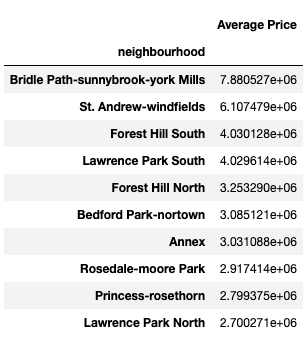 Average Price
neighbourhood
Bridle Path-sunnybrook-york Mills 7.880527e+06
St. Andrew-windfields 6.107479e+06
Forest Hill South 4.030128e+06
Lawrence Park South 4.029614e+06
Forest Hill North 3.253290e+06
Bedford Park-nortown 3.085121e+06
Annex 3.031088e+06
Rosedale-moore Park 2.917414e+06
Princess-rosethorn 2.799375e+06
Lawrence Park North 2.700271e+06